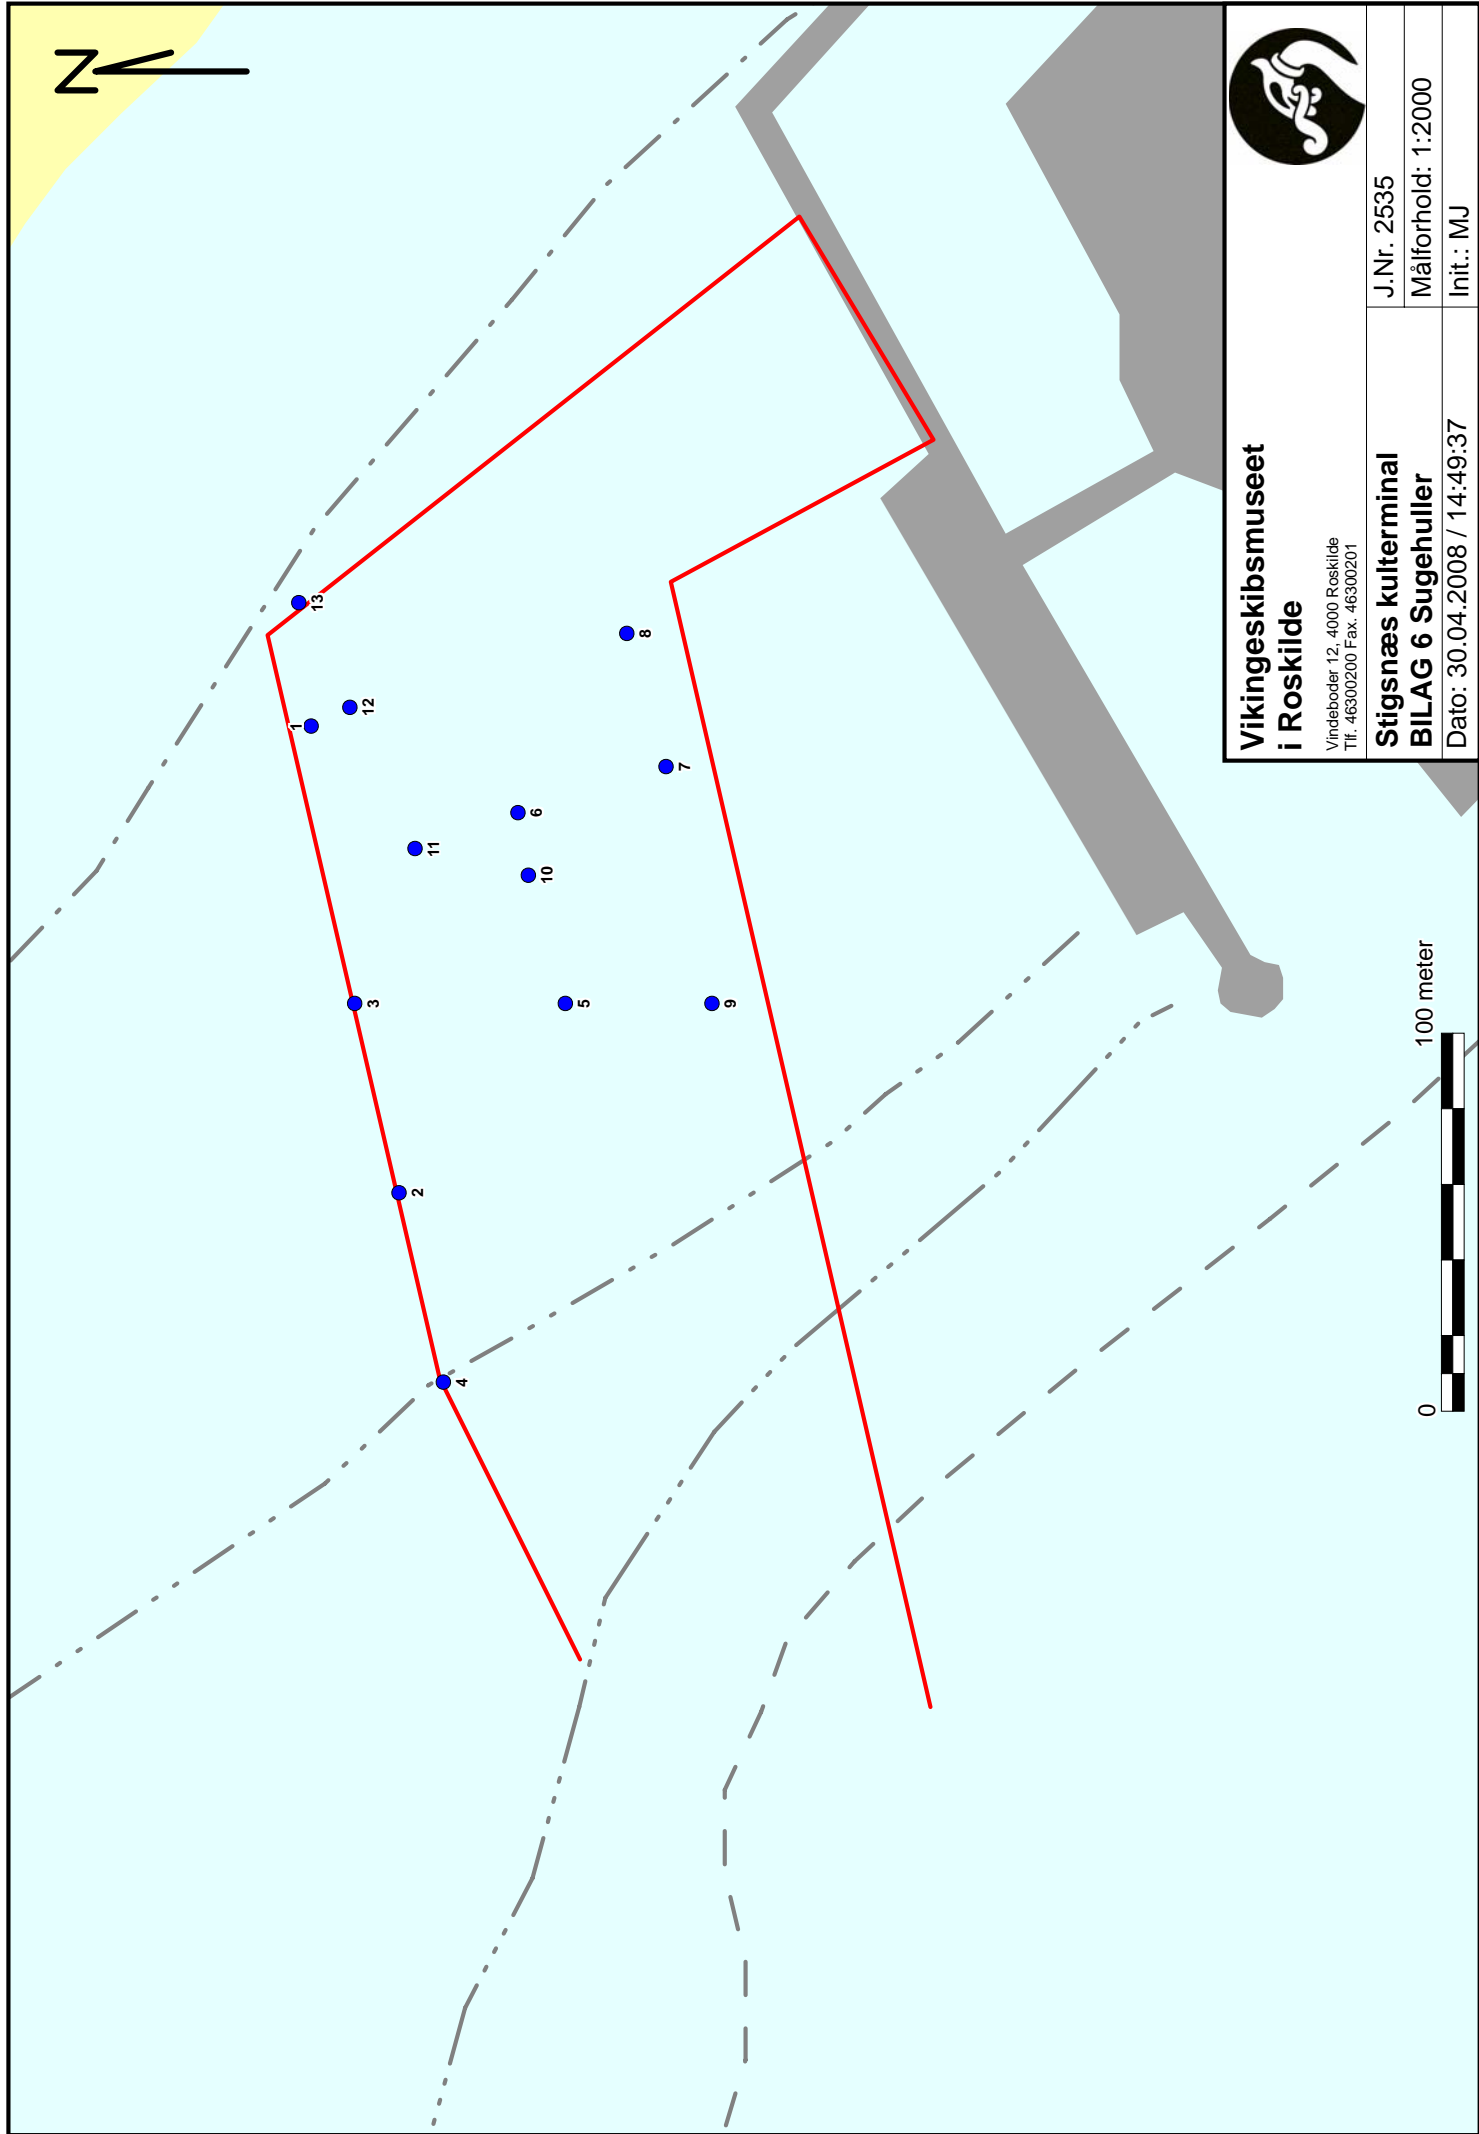 N
1
2
3
4
5
6
7
8
9
10
11
12
13
0
100 meter
Vikingeskibsmuseet
i Roskilde
Vindeboder 12, 4000 Roskilde
Tlf. 46300200 Fax. 46300201
Stigsnæs kulterminal
BILAG 6 Sugehuller
Dato: 30.04.2008 / 14:49:37
J.Nr. 2535
Målforhold: 1:2000
Init.: MJ